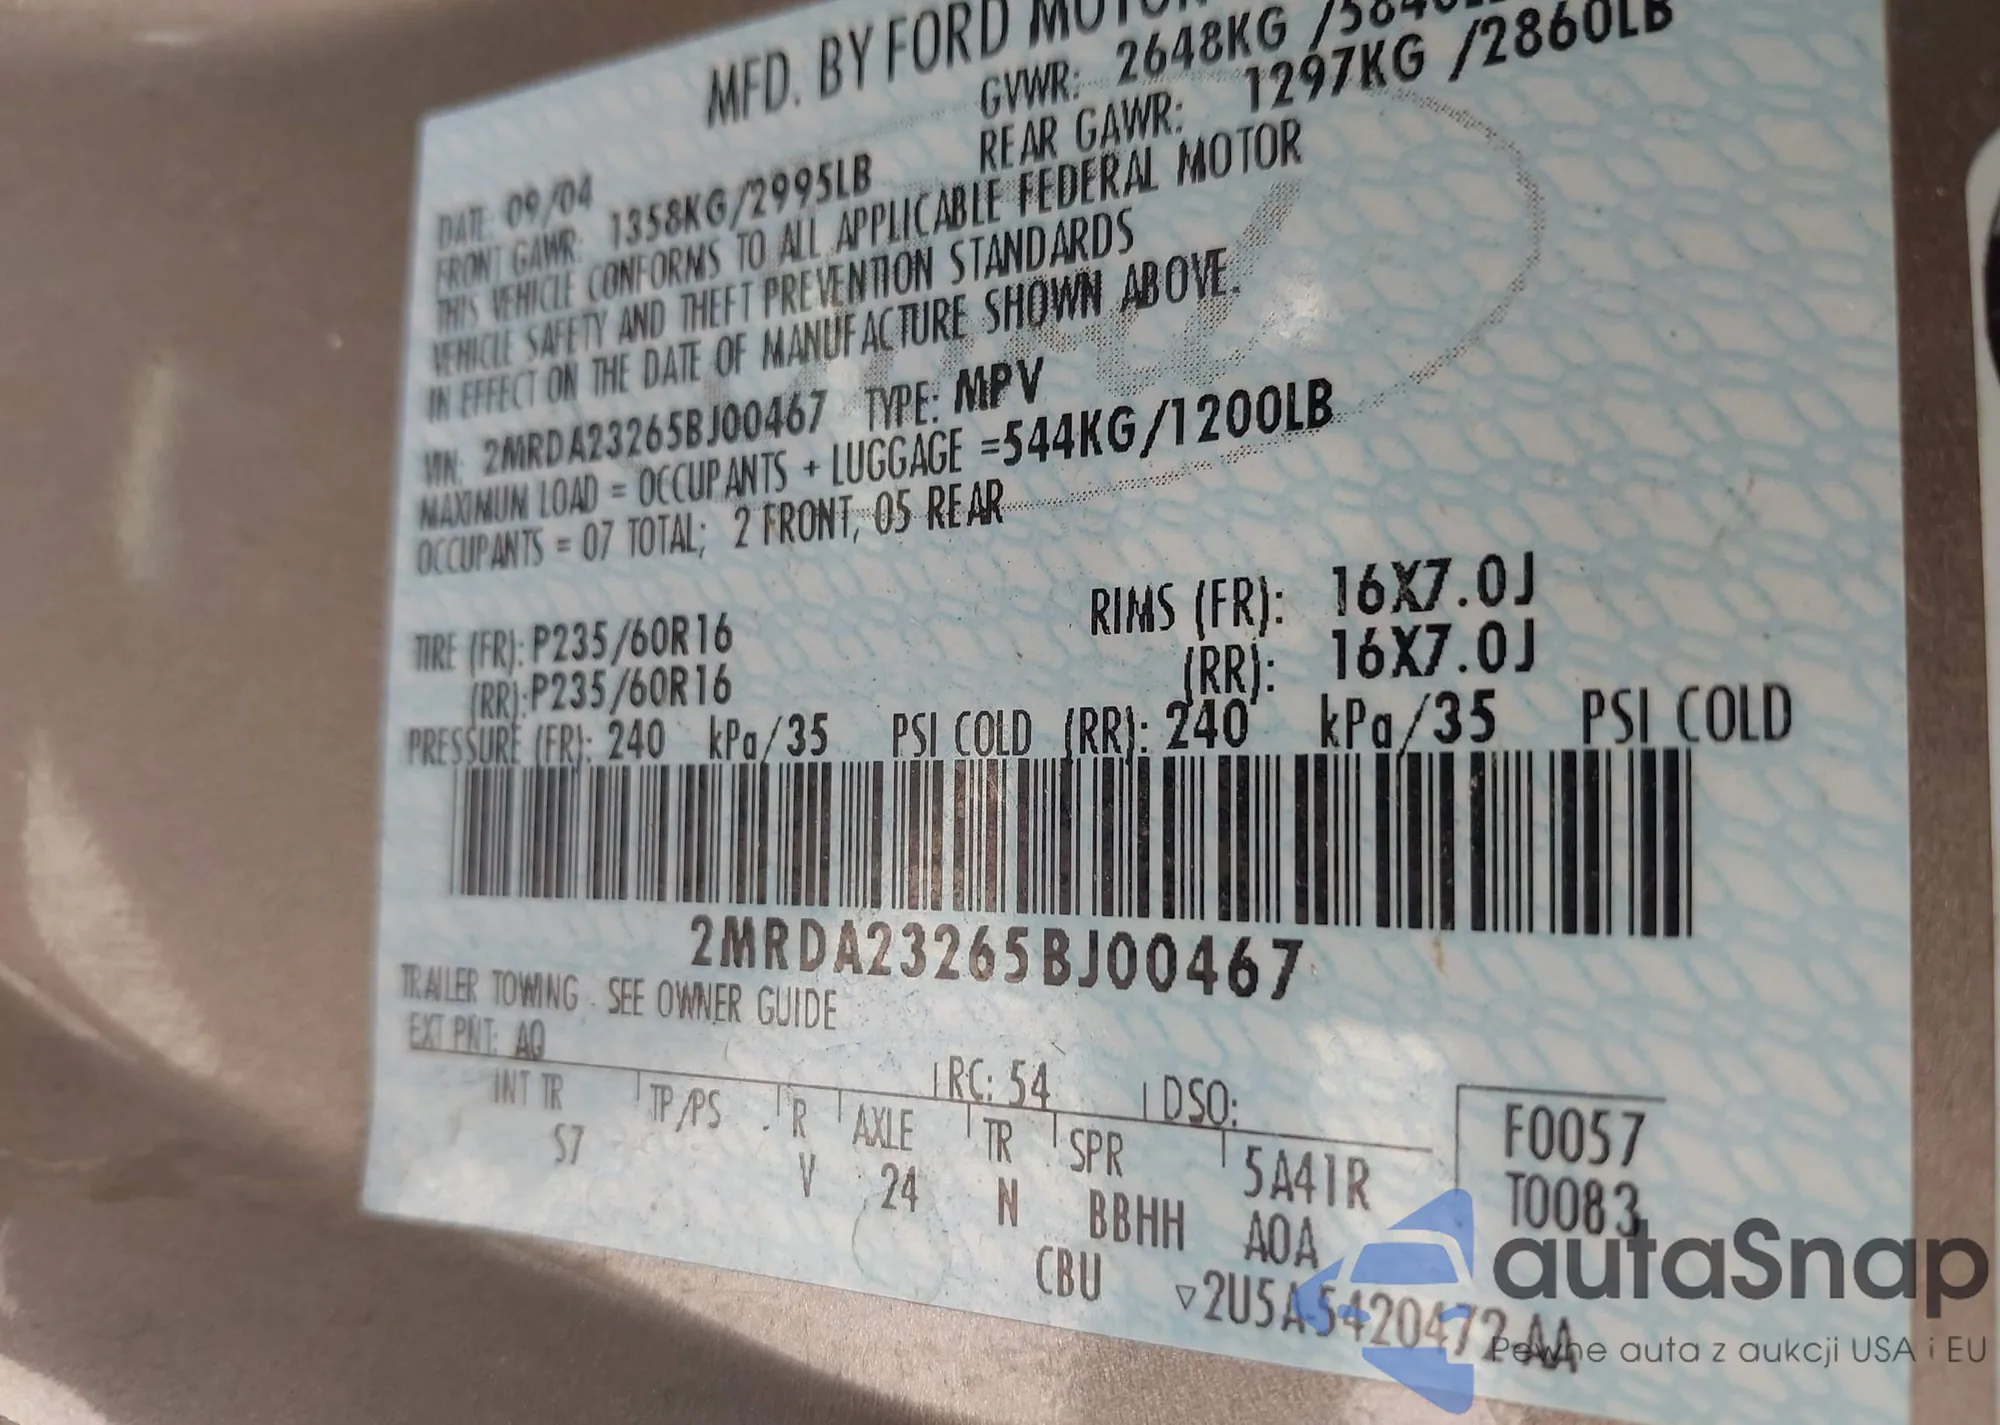 MFD. BY FORD
DATE: 09/04 GVWR: 2648KG
FRONT GAWR: 1358KG/2995LB REAR GAWR: 1297KG /2860LB
THIS VEHICLE CONFORMS TO ALL APPLICABLE FEDERAL MOTOR
VEHICLE SAFETY AND THEFT PREVENTION STANDARDS
IN EFFECT ON THE DATE OF MANUFACTURE SHOWN ABOVE.
VIN: 2MRDA23265BJ00467 TYPE: MPV
MAXIMUM LOAD = OCCUPANTS + LUGGAGE =544KG/1200LB
OCCUPANTS = 07 TOTAL; 2 FRONT, 05 REAR
TIRE (FR): P235/60R16 RIMS (FR): 16X7.0J
(RR): P235/60R16 (RR): 16X7.0J
PRESSURE (FR): 240 kPa/35 PSI COLD (RR): 240 kPa/35 PSI COLD
2MRDA23265BJ00467
TRAILER TOWING - SEE OWNER GUIDE
EXT PNT: AQ RC: 54 DSO: F0057
INT TR TP/PS R AXLE TR SPR 5A41R T0083
S7 V 24 N BBHH AOA
CBU ▽2U5A 5420472 AA
autaSnap
Pewne auta z aukcji USA i EU